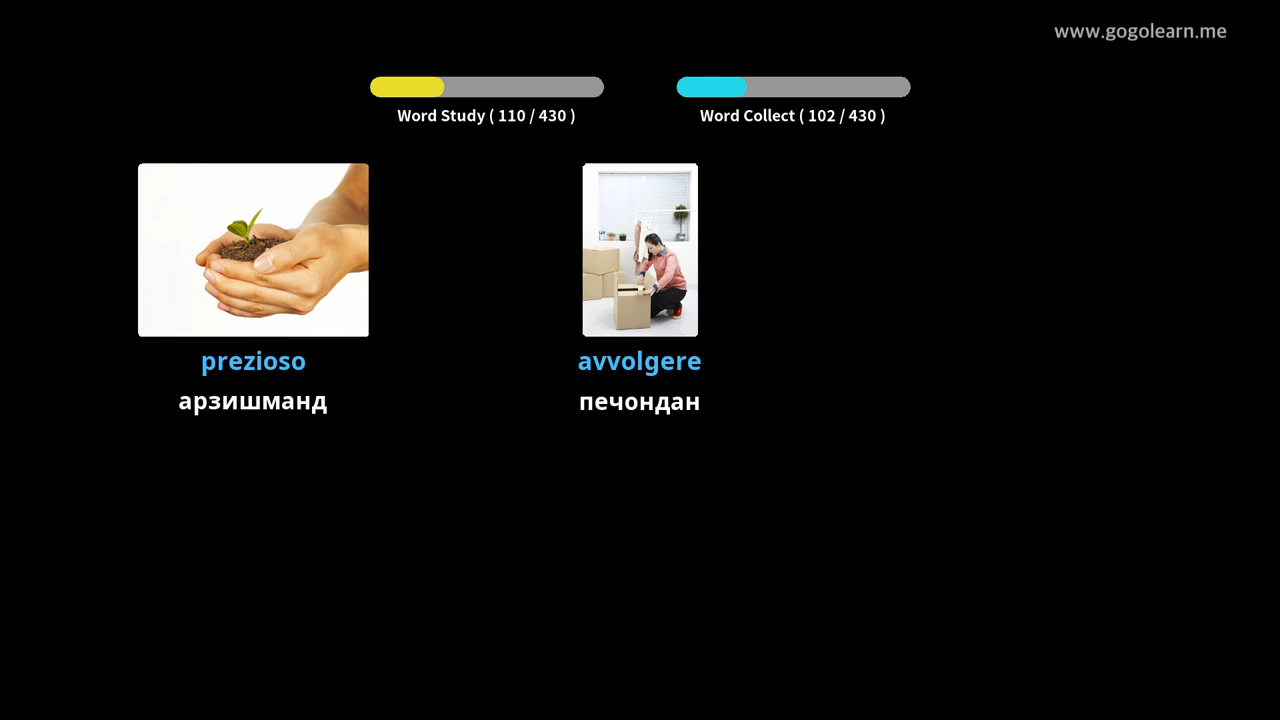 www.gogolearn.me
Word Study ( 110 / 430 )
Word Collect ( 102 / 430 )
prezioso
арзишманд
avvolgere
печондан